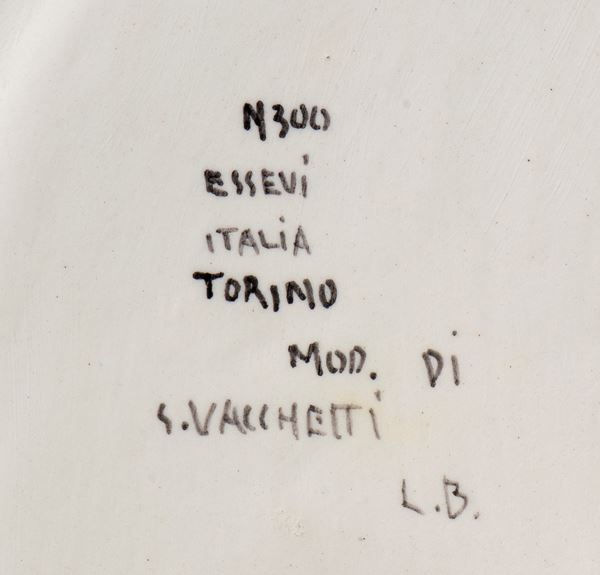 N300
ESSEVI
ITALIA
TORINO
MOD. DI
S.VACCHETTI
L.B.